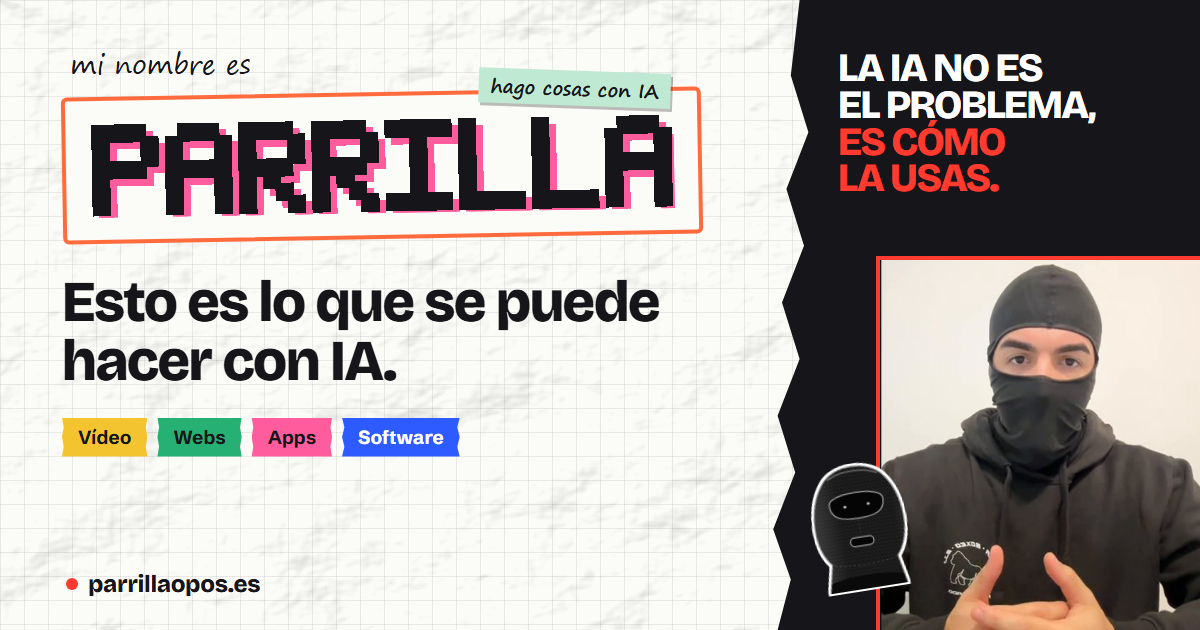 mi nombre es
hago cosas con IA
PARRILLA
Esto es lo que se puede
hacer con IA.
Vídeo
Webs
Apps
Software
parrillaopos.es
LA IA NO ES
EL PROBLEMA,
ES CÓMO
LA USAS.